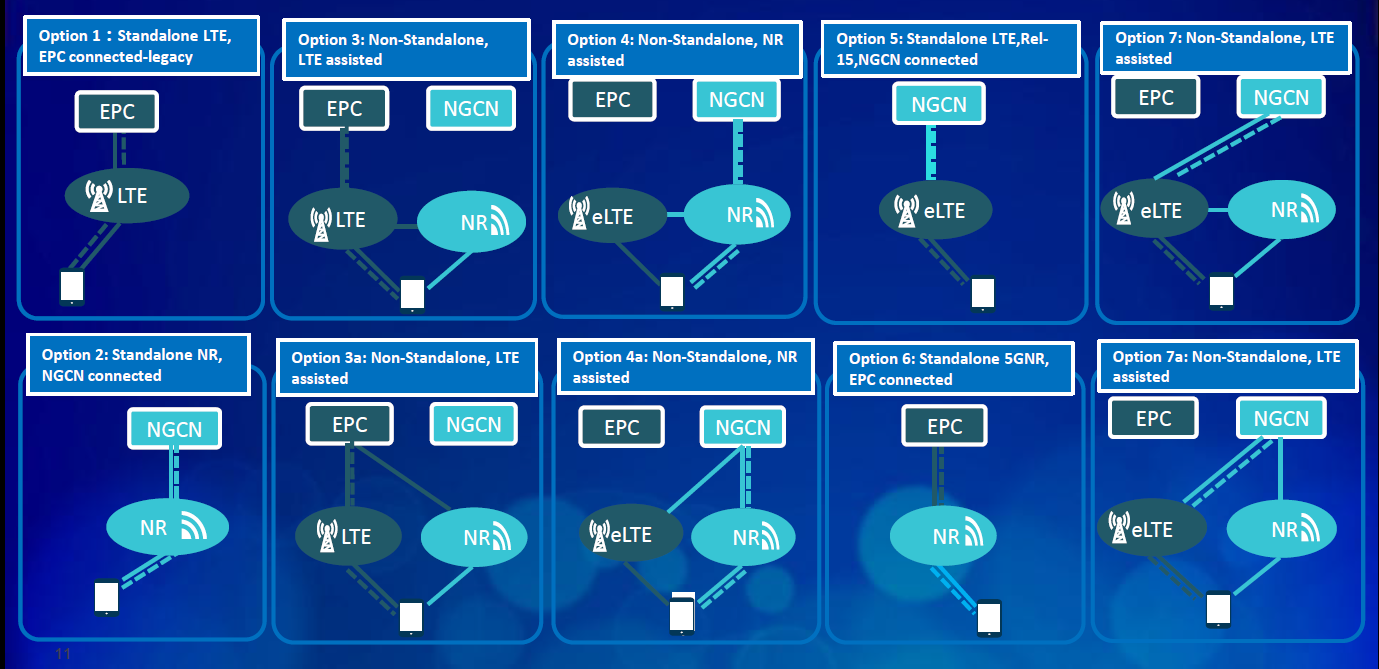 Option 1：Standalone LTE,
EPC connected-legacy
EPC
LTE
Option 3: Non-Standalone,
LTE assisted
EPC
NGCN
LTE
NR
Option 4: Non-Standalone, NR
assisted
EPC
NGCN
eLTE
NR
Option 5: Standalone LTE,Rel-
15,NGCN connected
NGCN
eLTE
Option 7: Non-Standalone, LTE
assisted
EPC
NGCN
eLTE
NR
Option 2: Standalone NR,
NGCN connected
NGCN
NR
Option 3a: Non-Standalone, LTE
assisted
EPC
NGCN
LTE
NR
Option 4a: Non-Standalone, NR
assisted
EPC
NGCN
eLTE
NR
Option 6: Standalone 5GNR,
EPC connected
EPC
NR
Option 7a: Non-Standalone, LTE
assisted
EPC
NGCN
eLTE
NR
11